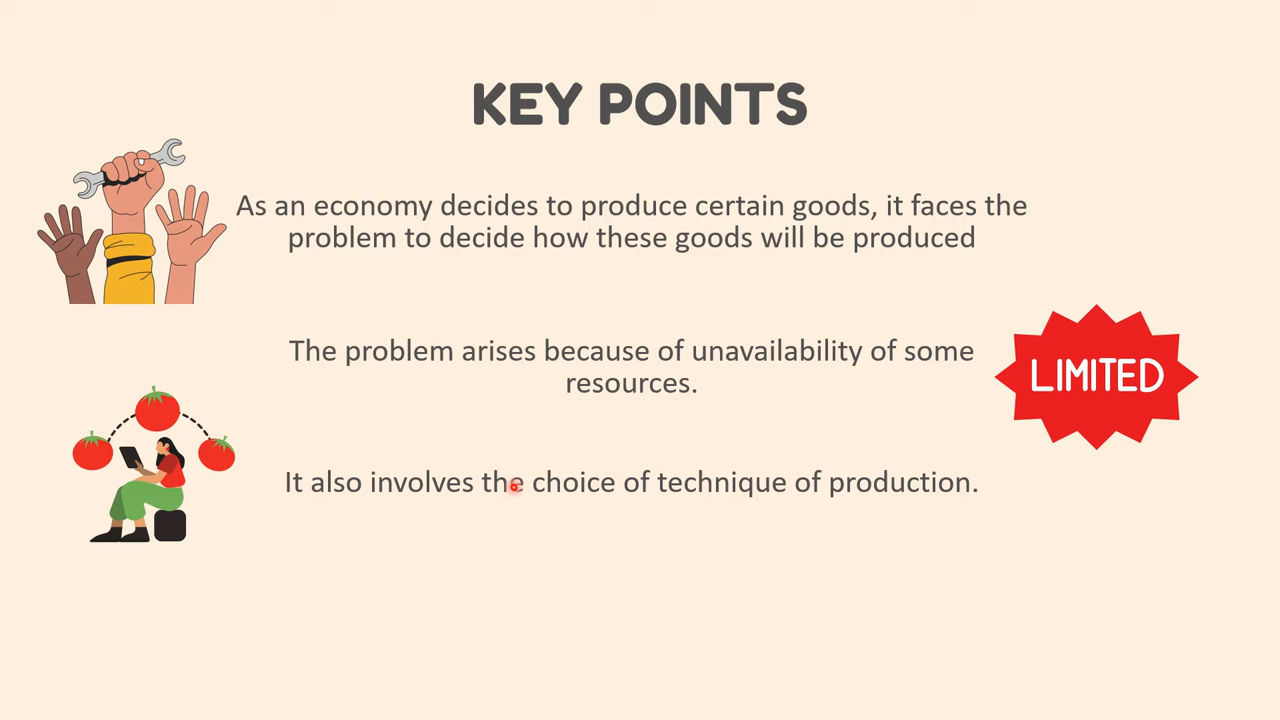 KEY POINTS
As an economy decides to produce certain goods, it faces the
problem to decide how these goods will be produced
The problem arises because of unavailability of some
resources.
LIMITED
It also involves the choice of technique of production.